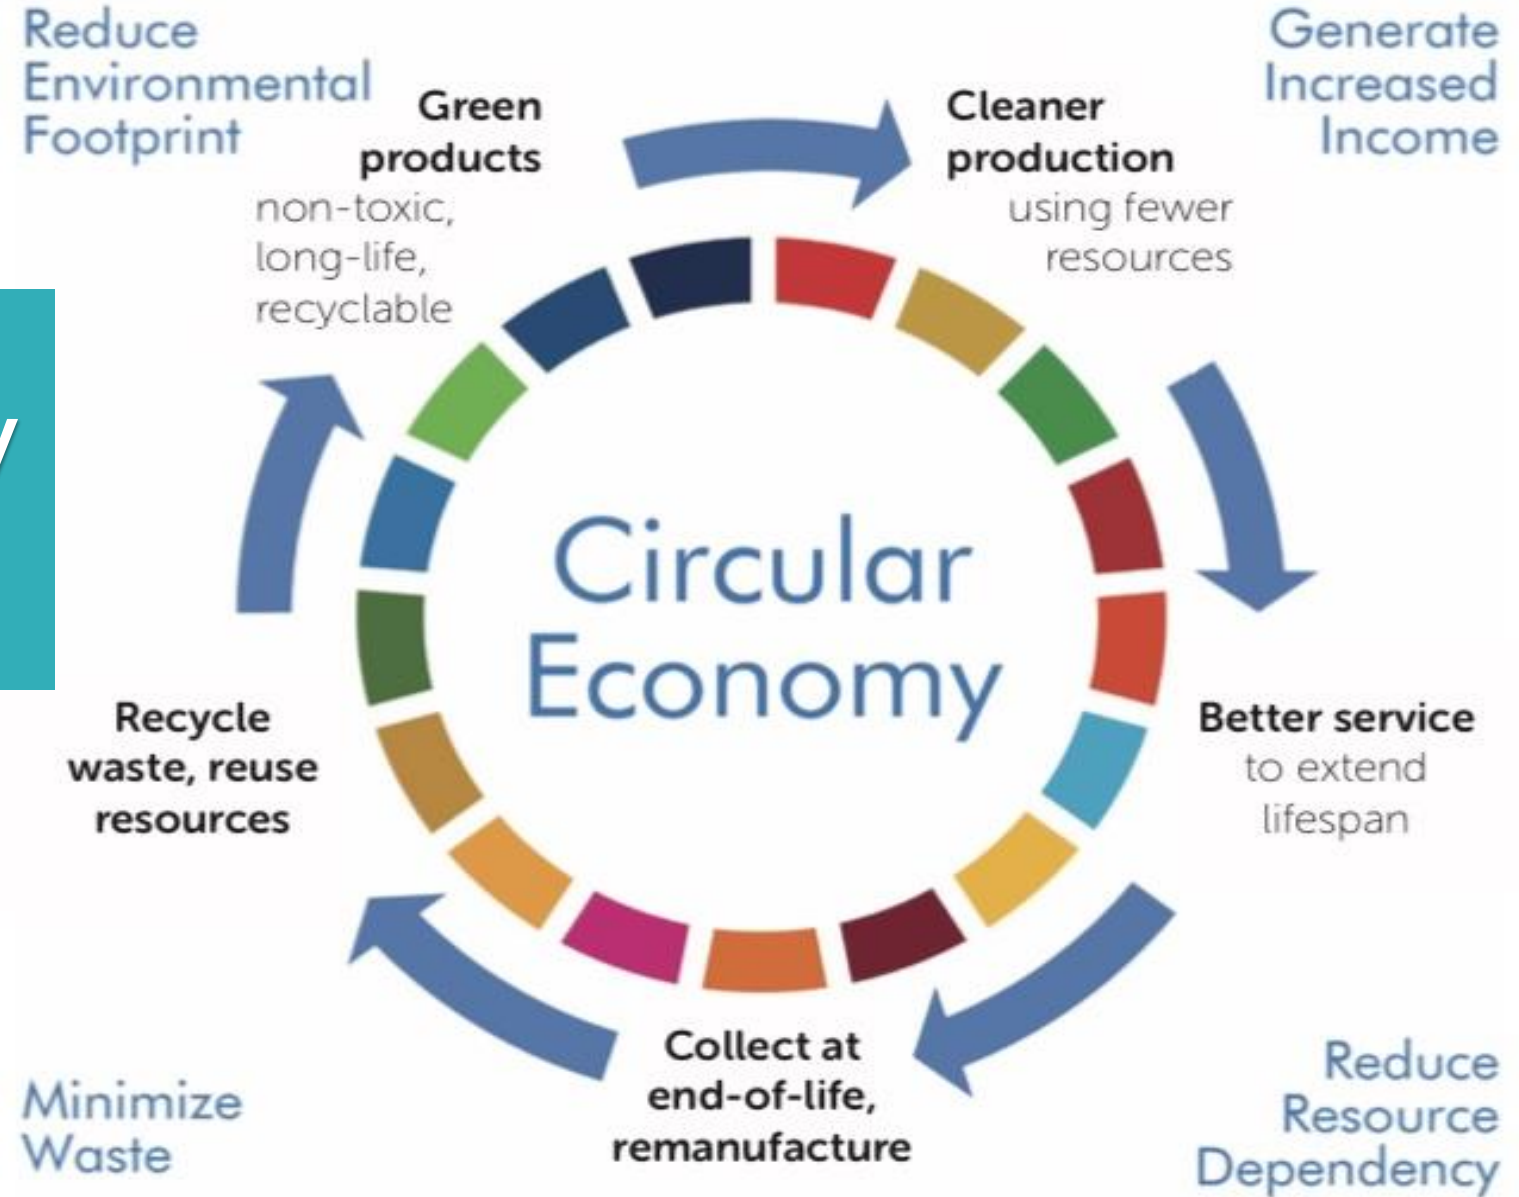 Reduce
Environmental
Footprint
Generate
Increased
Income
Green
products
non-toxic,
long-life,
recyclable
Cleaner
production
using fewer
resources
Circular
Economy
Recycle
waste, reuse
resources
Better service
to extend
lifespan
Collect at
end-of-life,
remanufacture
Minimize
Waste
Reduce
Resource
Dependency